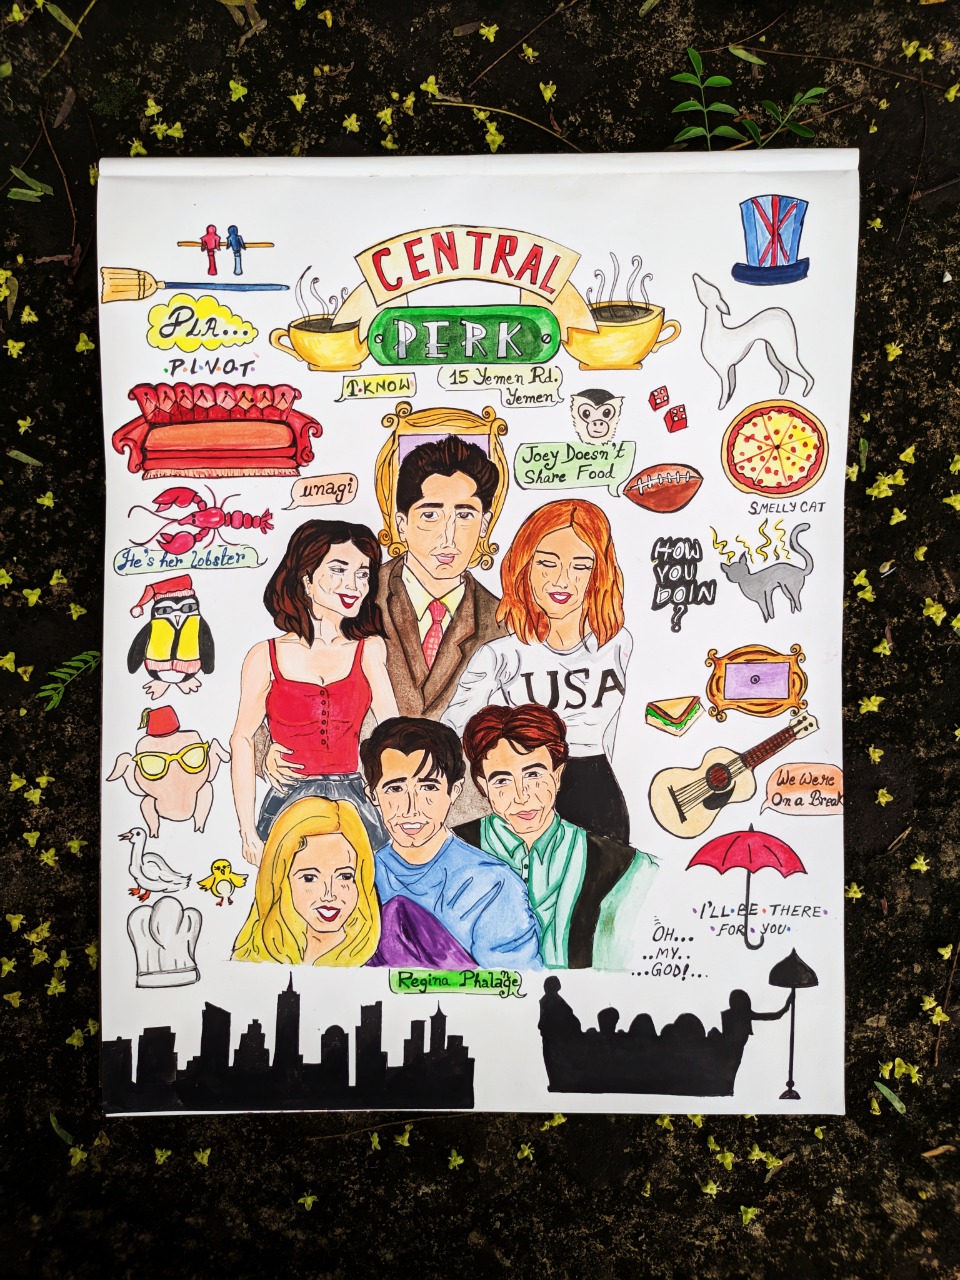 CENTRAL
PERK
PLA...
P.I.V.O.T
I KNOW
15 Yemen Rd.
Yemen
Joey Doesn't
Share Food
unagi
SMELLY CAT
He's her lobster
HOW
YOU
DOIN
?
USA
We Were
On a Break
I'LL BE THERE
FOR YOU
OH...
..MY..
...GOD!...
Regina Phalange